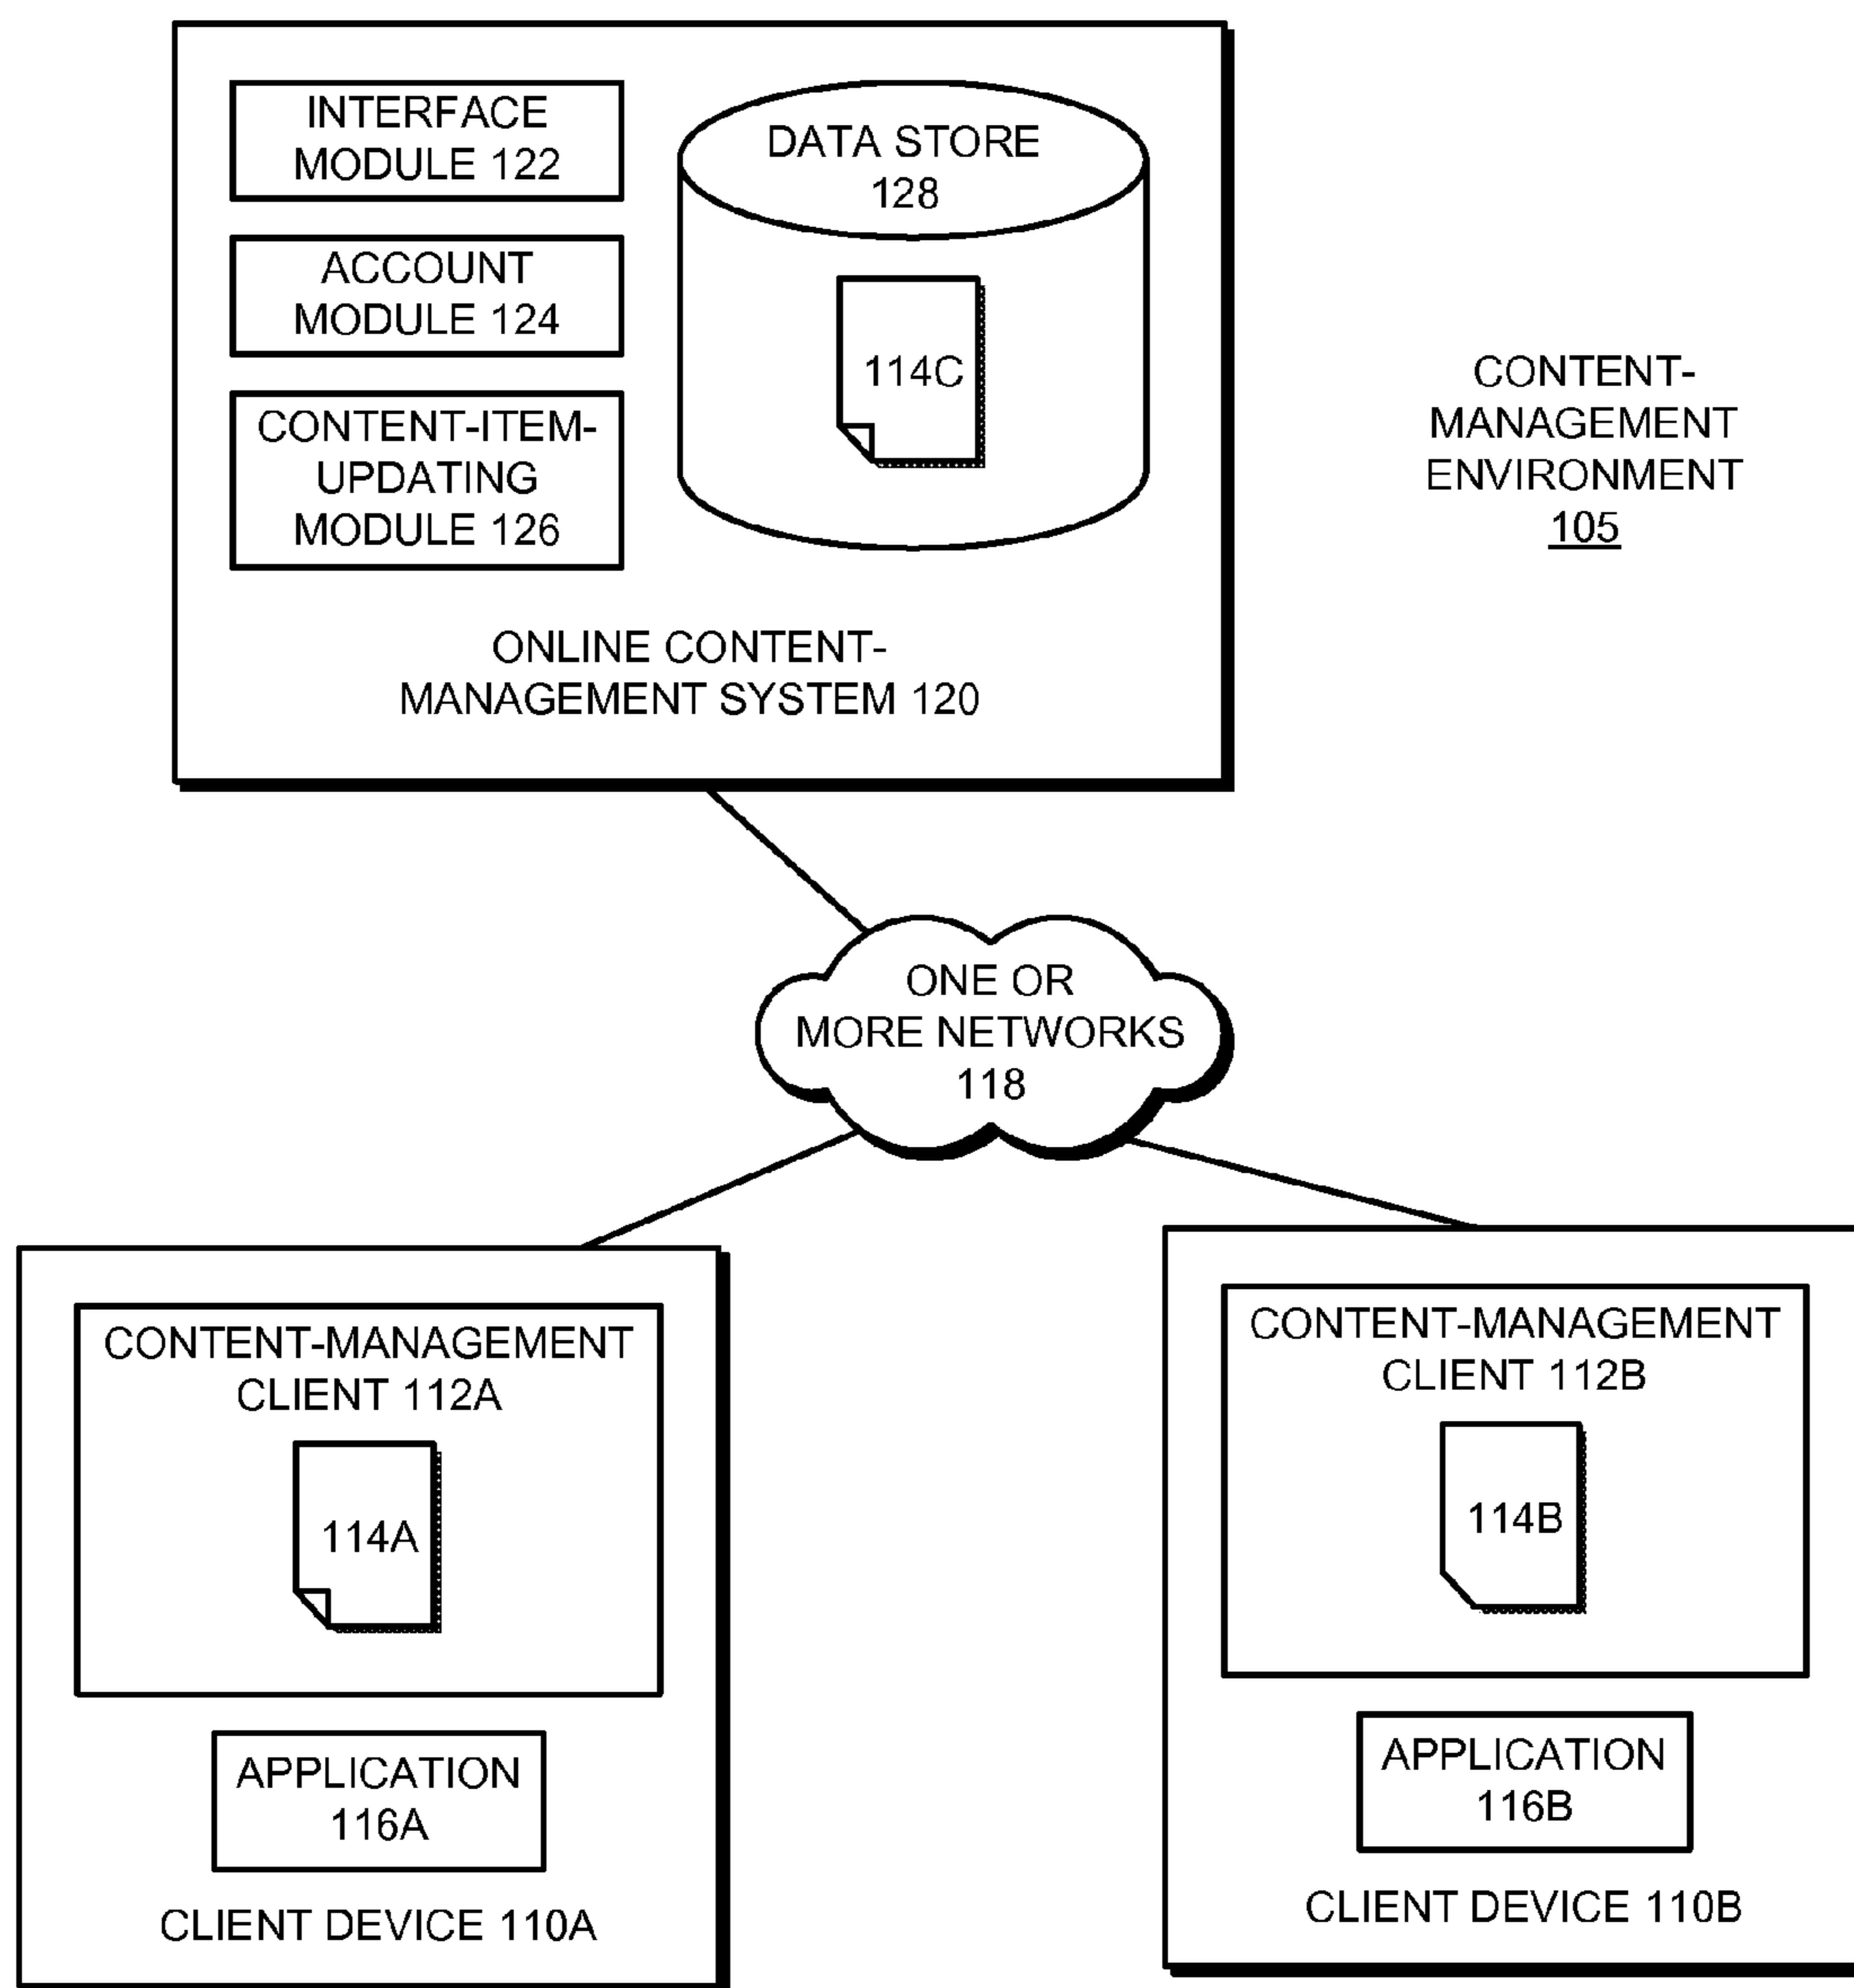 INTERFACE
MODULE 122
ACCOUNT
MODULE 124
CONTENT-ITEM-
UPDATING
MODULE 126
DATA STORE
128
114C
ONLINE CONTENT-
MANAGEMENT SYSTEM 120
CONTENT-
MANAGEMENT
ENVIRONMENT
105
ONE OR
MORE NETWORKS
118
CONTENT-MANAGEMENT
CLIENT 112A
114A
APPLICATION
116A
CLIENT DEVICE 110A
CONTENT-MANAGEMENT
CLIENT 112B
114B
APPLICATION
116B
CLIENT DEVICE 110B